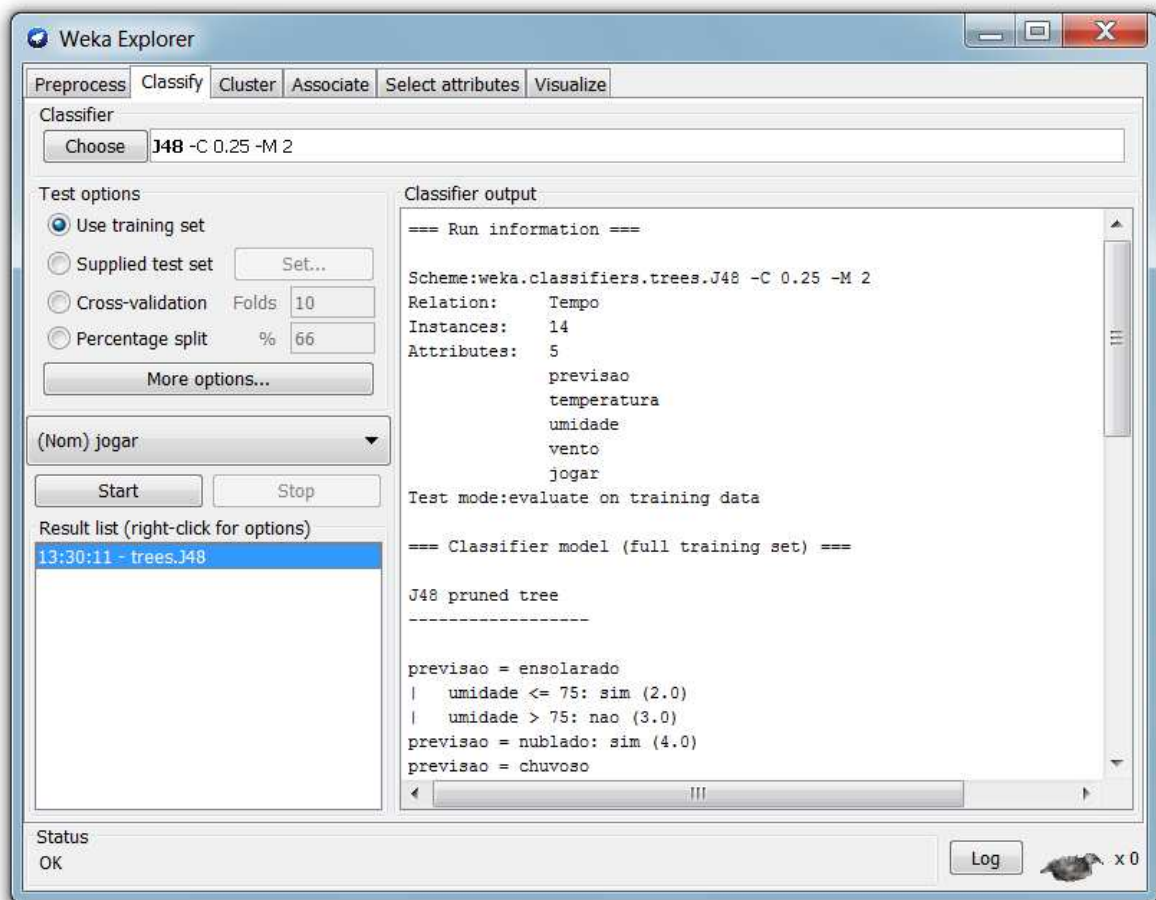 Weka Explorer
Preprocess Classify Cluster Associate Select attributes Visualize
Classifier
Choose J48 -C 0.25 -M 2
Test options
Use training set
Supplied test set Set...
Cross-validation Folds 10
Percentage split % 66
More options...
(Nom) jogar
Start Stop
Result list (right-click for options)
13:30:11 - trees.J48
Classifier output
=== Run information ===
Scheme:weka.classifiers.trees.J48 -C 0.25 -M 2
Relation: Tempo
Instances: 14
Attributes: 5
previsao
temperatura
umidade
vento
jogar
Test mode:evaluate on training data
=== Classifier model (full training set) ===
J48 pruned tree
------------------
previsao = ensolarado
| umidade <= 75: sim (2.0)
| umidade > 75: nao (3.0)
previsao = nublado: sim (4.0)
previsao = chuvoso
Status
OK
Log x 0